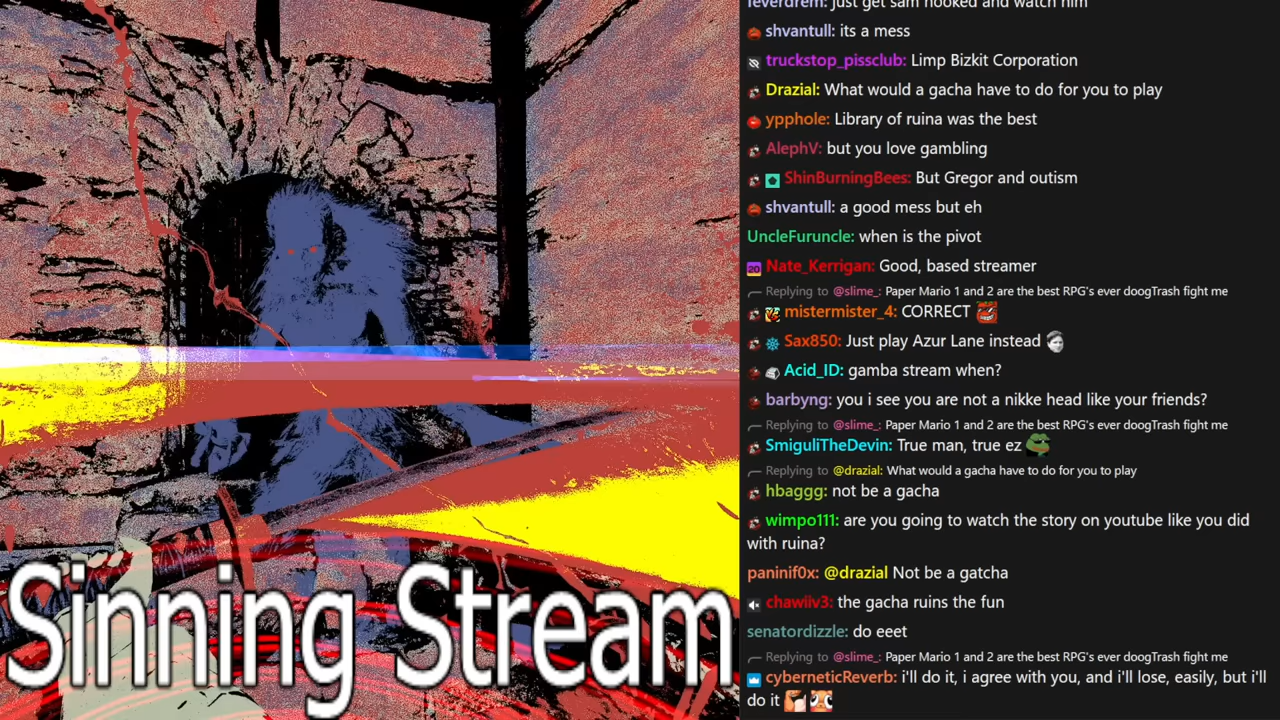 feverdrem: just get sam hooked and watch him
shvantull: its a mess
truckstop_pissclub: Limp Bizkit Corporation
Drazial: What would a gacha have to do for you to play
ypphole: Library of ruina was the best
AlephV: but you love gambling
ShinBurningBees: But Gregor and outism
shvantull: a good mess but eh
UncleFuruncle: when is the pivot
20 Nate_Kerrigan: Good, based streamer
Replying to @slime_: Paper Mario 1 and 2 are the best RPG's ever doogTrash fight me
mistermister_4: CORRECT
Sax850: Just play Azur Lane instead
Acid_ID: gamba stream when?
barbyng: you i see you are not a nikke head like your friends?
Replying to @slime_: Paper Mario 1 and 2 are the best RPG's ever doogTrash fight me
SmiguliTheDevin: True man, true ez
Replying to @drazial: What would a gacha have to do for you to play
hbaggg: not be a gacha
wimpo111: are you going to watch the story on youtube like you did
with ruina?
paninif0x: @drazial Not be a gatcha
chawiiv3: the gacha ruins the fun
senatordizzle: do eeet
Replying to @slime_: Paper Mario 1 and 2 are the best RPG's ever doogTrash fight me
cyberneticReverb: i'll do it, i agree with you, and i'll lose, easily, but i'll
do it
Sinning Stream